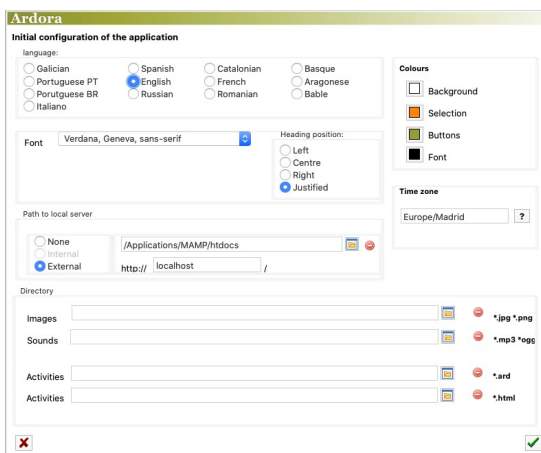 Ardora
Initial configuration of the application
language:
Galician Spanish Catalonian Basque
Portuguese PT English French Aragonese
Porutguese BR Russian Romanian Bable
Italiano
Colours
Background
Selection
Buttons
Font
Font Verdana, Geneva, sans-serif
Heading position:
Left
Centre
Right
Justified
Time zone
Europe/Madrid ?
Path to local server
None
Internal
External
/Applications/MAMP/htdocs
http:// localhost /
Directory
Images *.jpg *.png
Sounds *.mp3 *ogg
Activities *.ard
Activities *.html